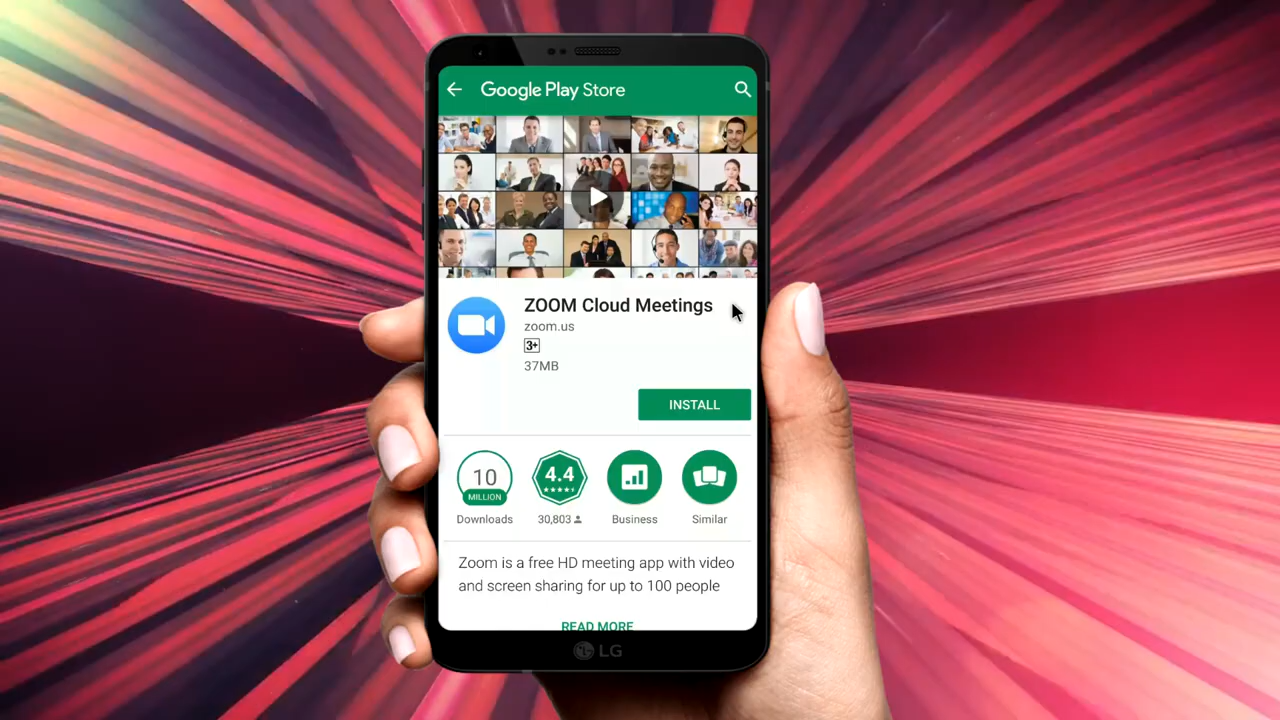 Google Play Store
ZOOM Cloud Meetings
zoom.us
3+
37MB
INSTALL
10
MILLION
4.4
Downloads
30,803
Business
Similar
Zoom is a free HD meeting app with video
and screen sharing for up to 100 people
READ MORE
LG